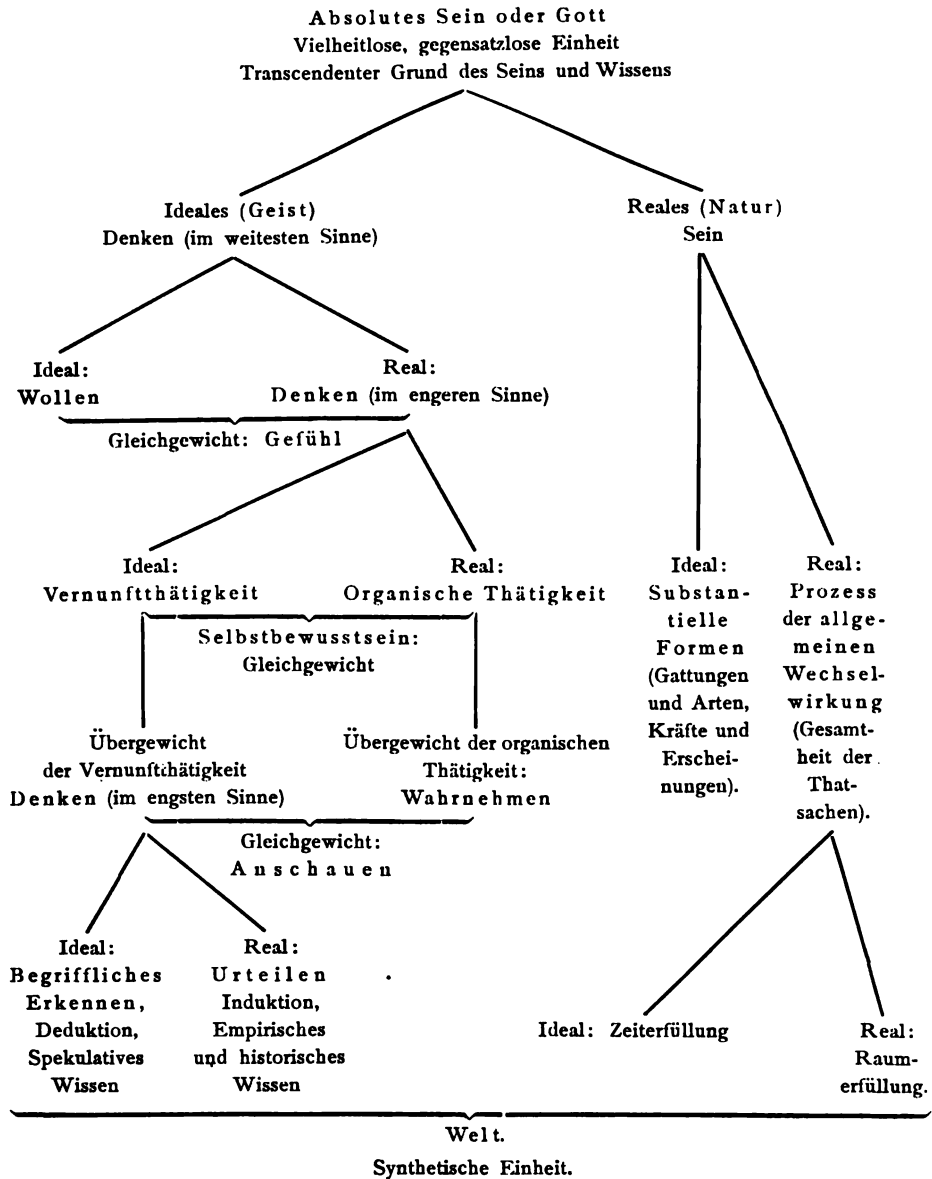 Absolutes Sein oder Gott
Vielheitlose, gegensatzlose Einheit
Transcendenter Grund des Seins und Wissens
Ideales (Geist)
Denken (im weitesten Sinne)
Reales (Natur)
Sein
Ideal:
Wollen
Real:
Denken (im engeren Sinne)
Gleichgewicht: Gefühl
Ideal:
Vernunftthätigkeit
Real:
Organische Thätigkeit
Selbstbewusstsein:
Gleichgewicht
Ideal:
Substan-
tielle
Formen
(Gattungen
und Arten,
Kräfte und
Erschei-
nungen).
Real:
Prozess
der allge-
meinen
Wechsel-
wirkung
(Gesamt-
heit der
That-
sachen).
Übergewicht
der Vernunftthätigkeit
Denken (im engsten Sinne)
Übergewicht der organischen
Thätigkeit:
Wahrnehmen
Gleichgewicht:
Anschauen
Ideal:
Begriffliches
Erkennen,
Deduktion,
Spekulatives
Wissen
Real:
Urteilen
Induktion,
Empirisches
und historisches
Wissen
Ideal: Zeiterfüllung
Real:
Raum-
erfüllung.
Welt.
Synthetische Einheit.